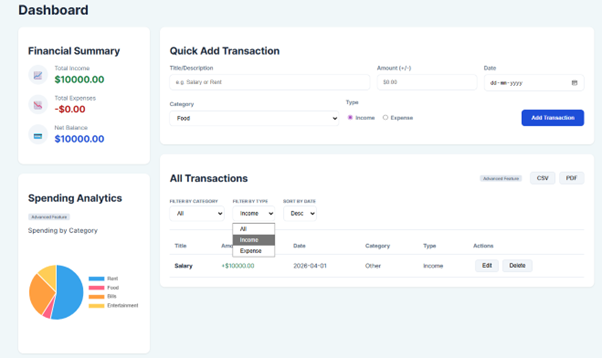 Dashboard
Financial Summary
Total Income
$10000.00
Total Expenses
-$0.00
Net Balance
$10000.00
Spending Analytics
Advanced Feature
Spending by Category
Rent
Food
Bills
Entertainment
Quick Add Transaction
Title/Description Amount (+/-) Date
e.g. Salary or Rent $0.00 dd-mm-yyyy
Category Type
Food Income Expense Add Transaction
All Transactions Advanced Feature CSV PDF
FILTER BY CATEGORY FILTER BY TYPE SORT BY DATE
All Income Desc
All
Income
Expense
Title Date Category Type Actions
Salary +$10000.00 2026-04-01 Other Income Edit Delete